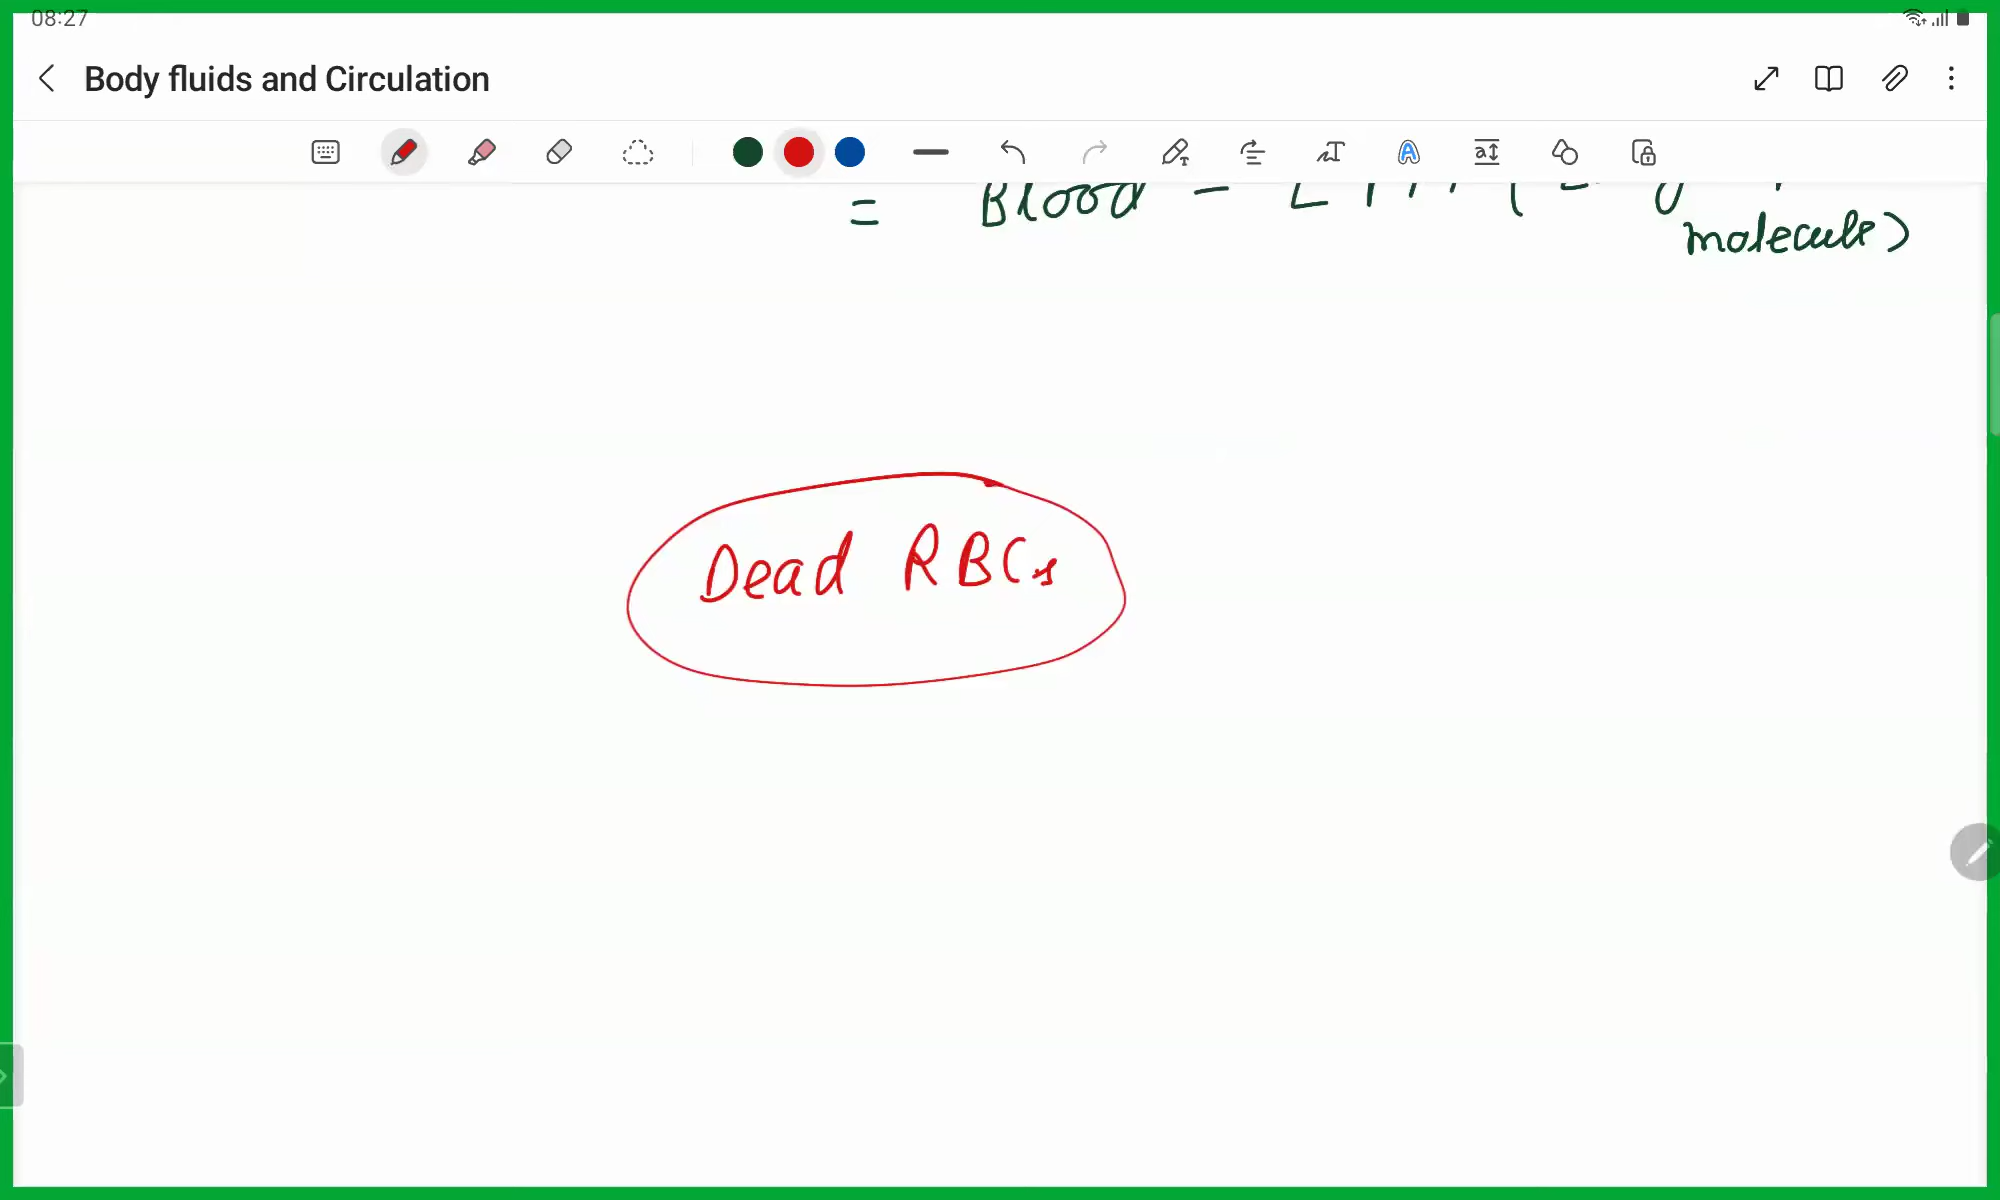 08:27
Body fluids and Circulation
= Blood -
molecule)
Dead RBCs